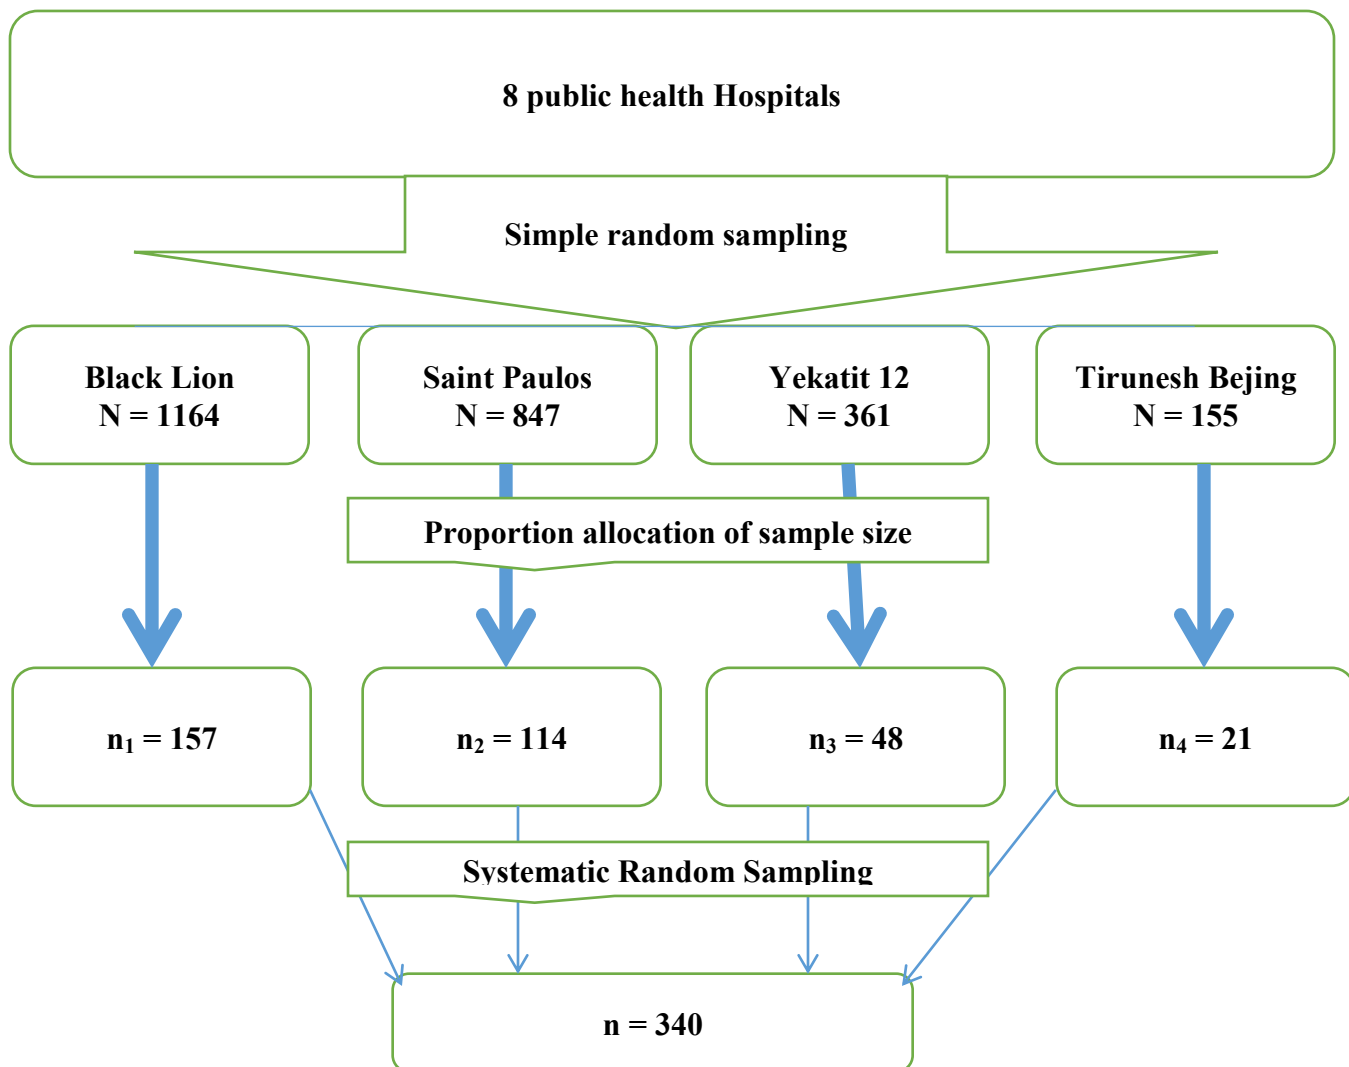 8 public health Hospitals
Simple random sampling
Black Lion
N = 1164
Saint Paulos
N = 847
Yekatit 12
N = 361
Tirunesh Bejing
N = 155
Proportion allocation of sample size
n₁ = 157
n₂ = 114
n₃ = 48
n₄ = 21
Systematic Random Sampling
n = 340